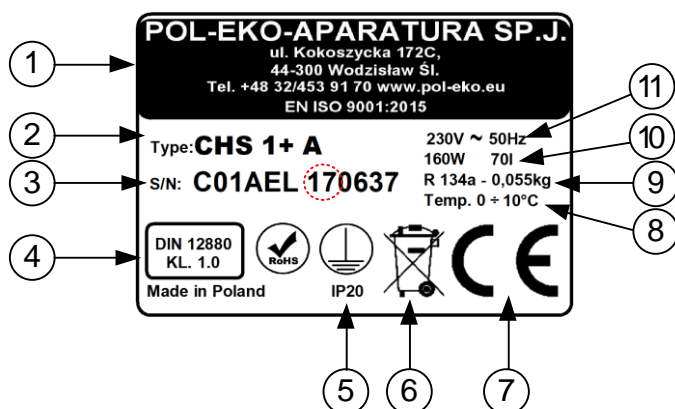 POL-EKO-APARATURA SP.J.
ul. Kokoszycka 172C,
44-300 Wodzisław Śl.
Tel. +48 32/453 91 70 www.pol-eko.eu
EN ISO 9001:2015
1
2
3
4
Type: CHS 1+ A
S/N: C01AEL 170637
230V ~ 50Hz
160W 70l
R 134a - 0,055kg
Temp. 0 ÷ 10°C
11
10
9
8
DIN 12880
KL. 1.0
RoHS
Made in Poland
IP20
CE
5
6
7